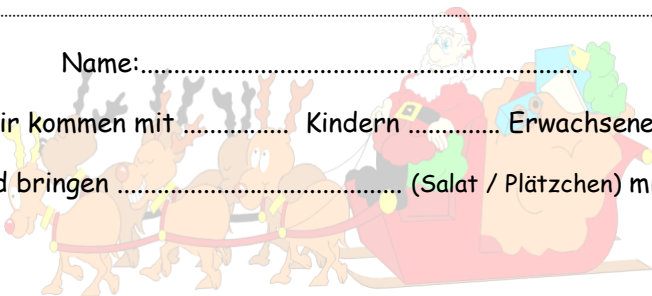 Name:..................................................................
ir kommen mit ................ Kindern .............. Erwachsene
d bringen ........................................... (Salat / Plätzchen) m